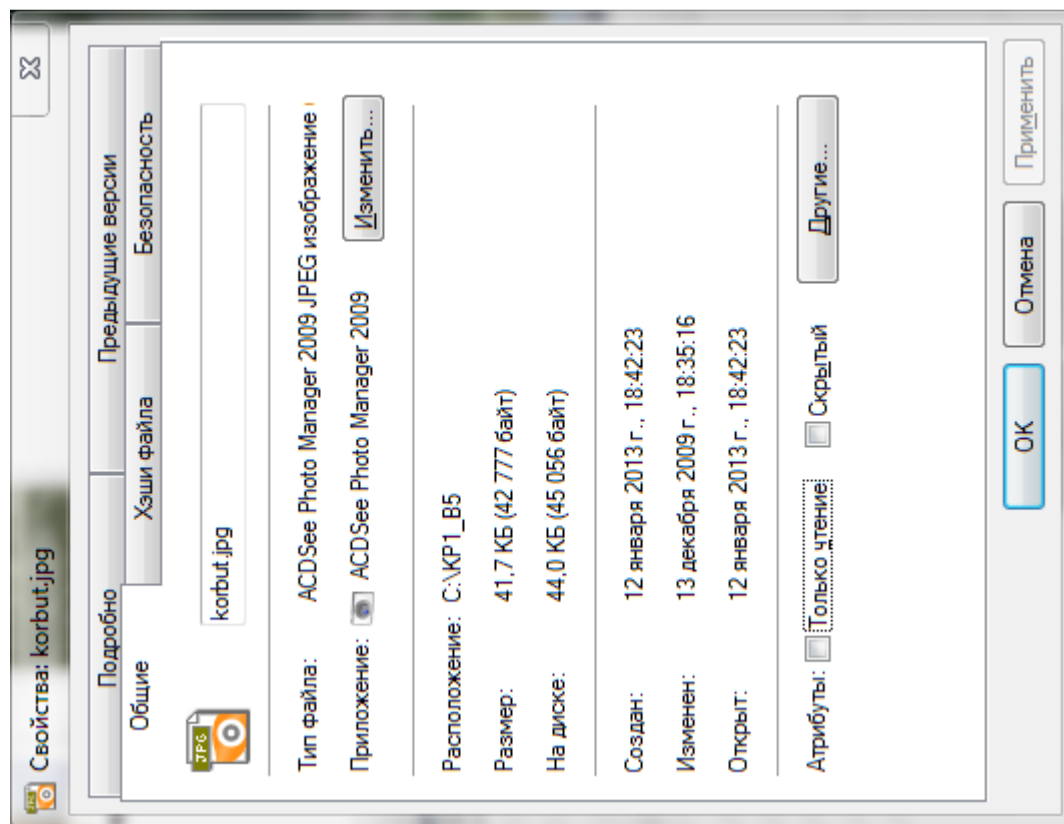 Свойства: korbut.jpg
Подробно Предыдущие версии
Общие Хэши файла Безопасность
JPG
korbut.jpg
Тип файла: ACDSee Photo Manager 2009 JPEG изображение
Приложение: ACDSee Photo Manager 2009 Изменить...
Расположение: C:\KP1_B5
Размер: 41,7 КБ (42 777 байт)
На диске: 44,0 КБ (45 056 байт)
Создан: 12 января 2013 г., 18:42:23
Изменен: 13 декабря 2009 г., 18:35:16
Открыт: 12 января 2013 г., 18:42:23
Атрибуты: Только чтение Скрытый Другие...
ОК Отмена Применить